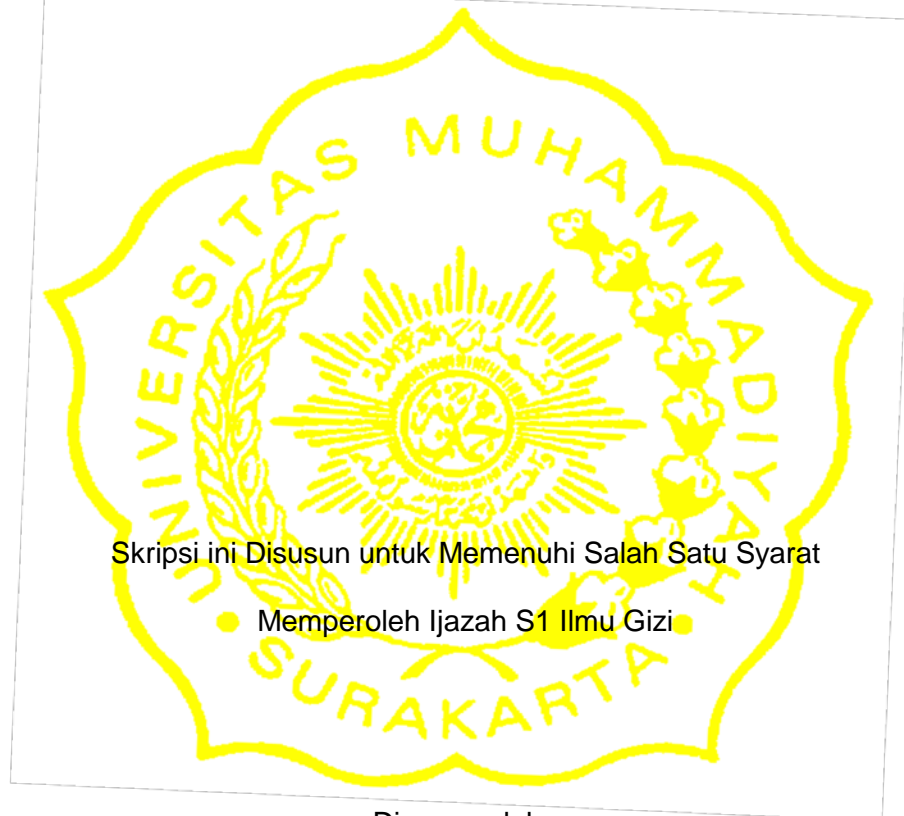 UNIVERSITAS MUHAMMADIYAH
SURAKARTA
Skripsi ini Disusun untuk Memenuhi Salah Satu Syarat
Memperoleh Ijazah S1 Ilmu Gizi